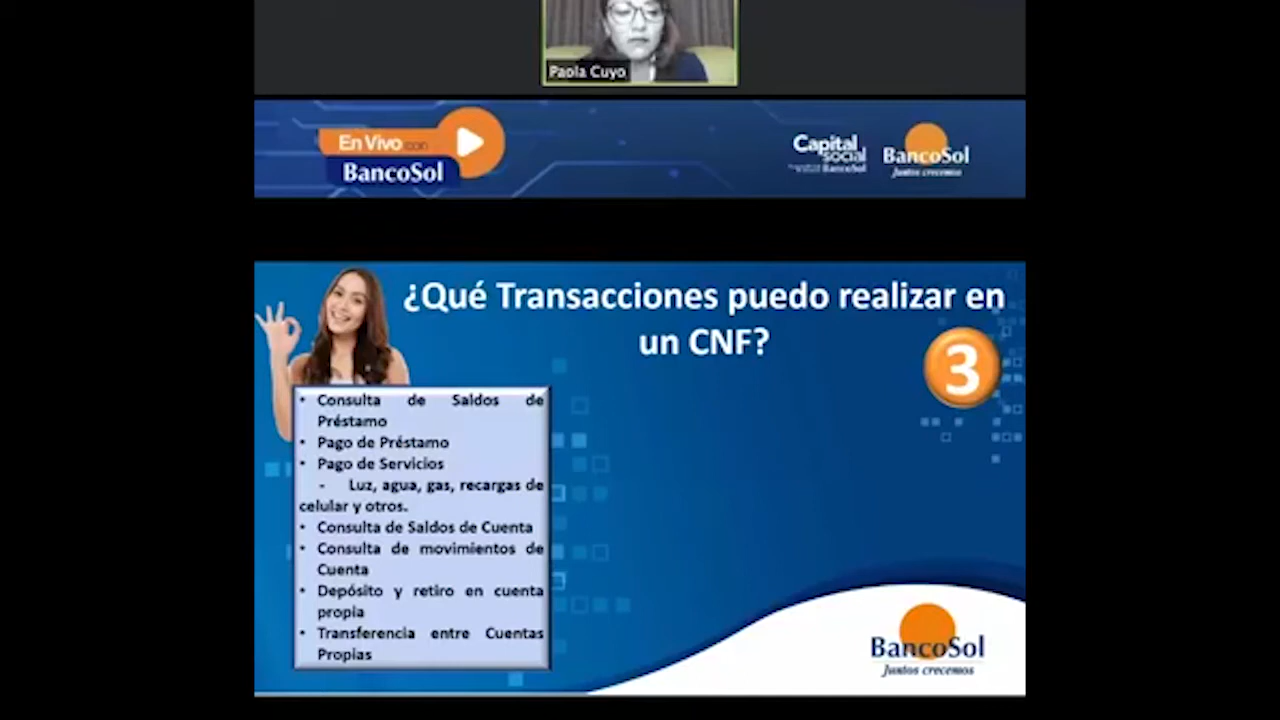 Paola Cuyo
En Vivo con
BancoSol
Capital
social
BancoSol
BancoSol
Juntos crecemos
¿Qué Transacciones puedo realizar en
un CNF?
3
• Consulta de Saldos de
Préstamo
• Pago de Préstamo
• Pago de Servicios
- Luz, agua, gas, recargas de
celular y otros.
• Consulta de Saldos de Cuenta
• Consulta de movimientos de
Cuenta
• Depósito y retiro en cuenta
propia
• Transferencia entre Cuentas
Propias
BancoSol
Juntos crecemos